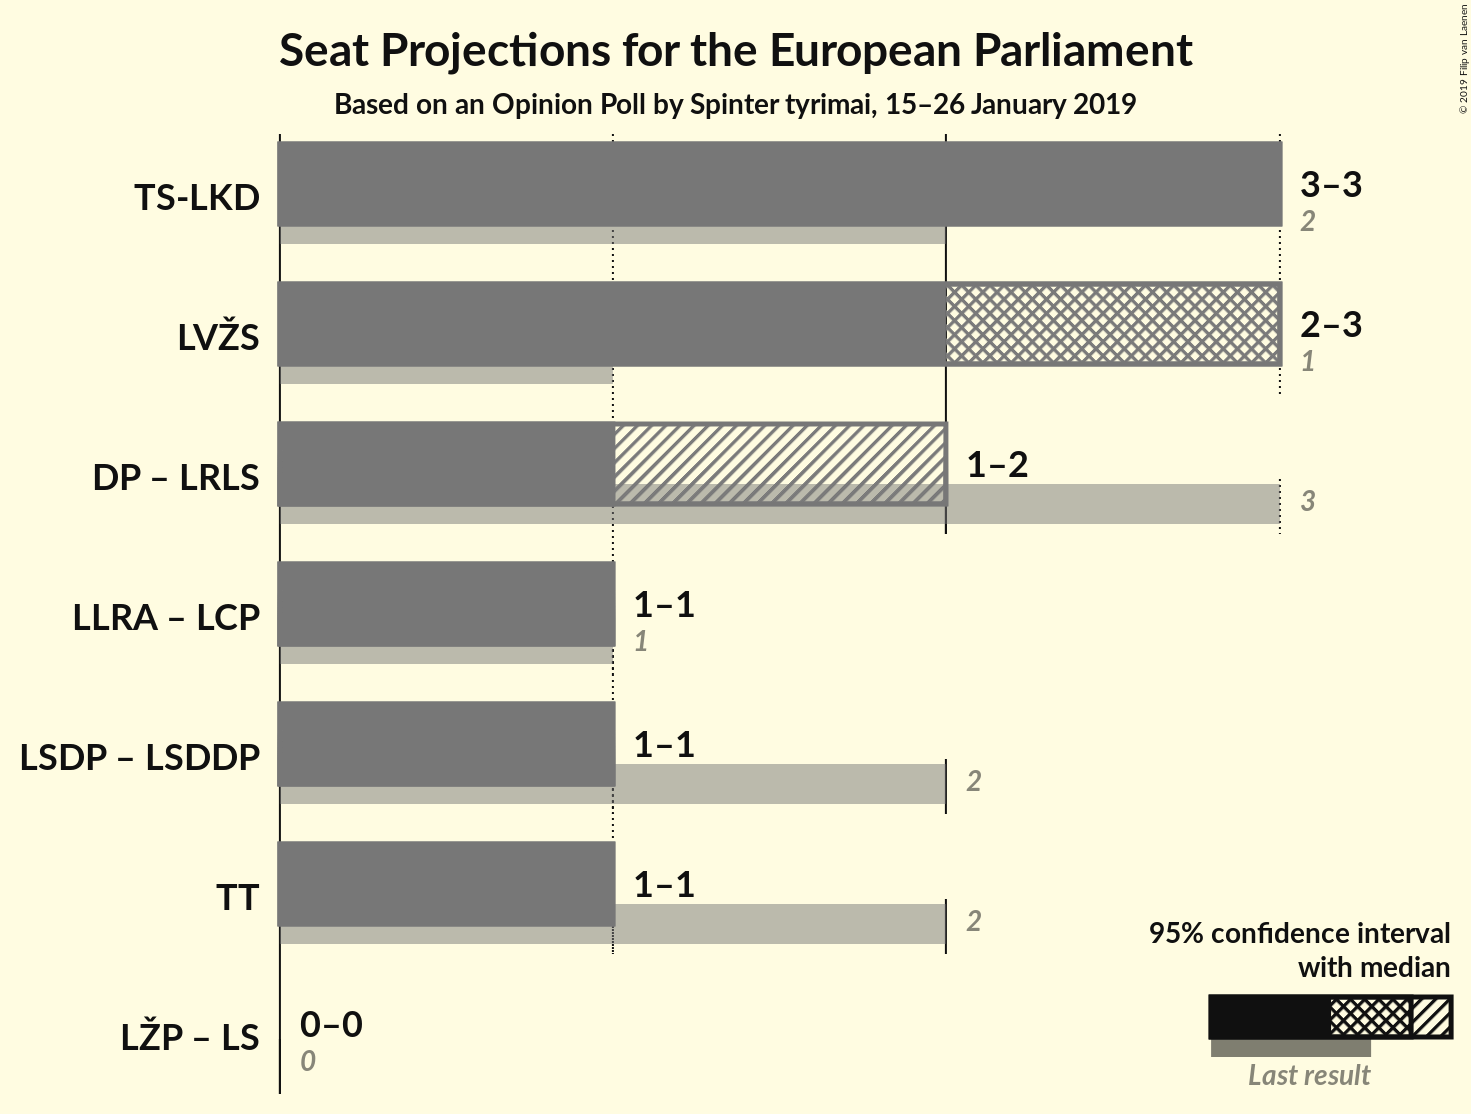 Seat Projections for the European Parliament
Based on an Opinion Poll by Spinter tyrimai, 15–26 January 2019
© 2019 Filip van Laenen
TS-LKD
3–3
2
LVŽS
2–3
1
DP – LRLS
1–2
3
LLRA – LCP
1–1
1
LSDP – LSDDP
1–1
2
TT
1–1
2
LŽP – LS
0–0
0
95% confidence interval
with median
Last result